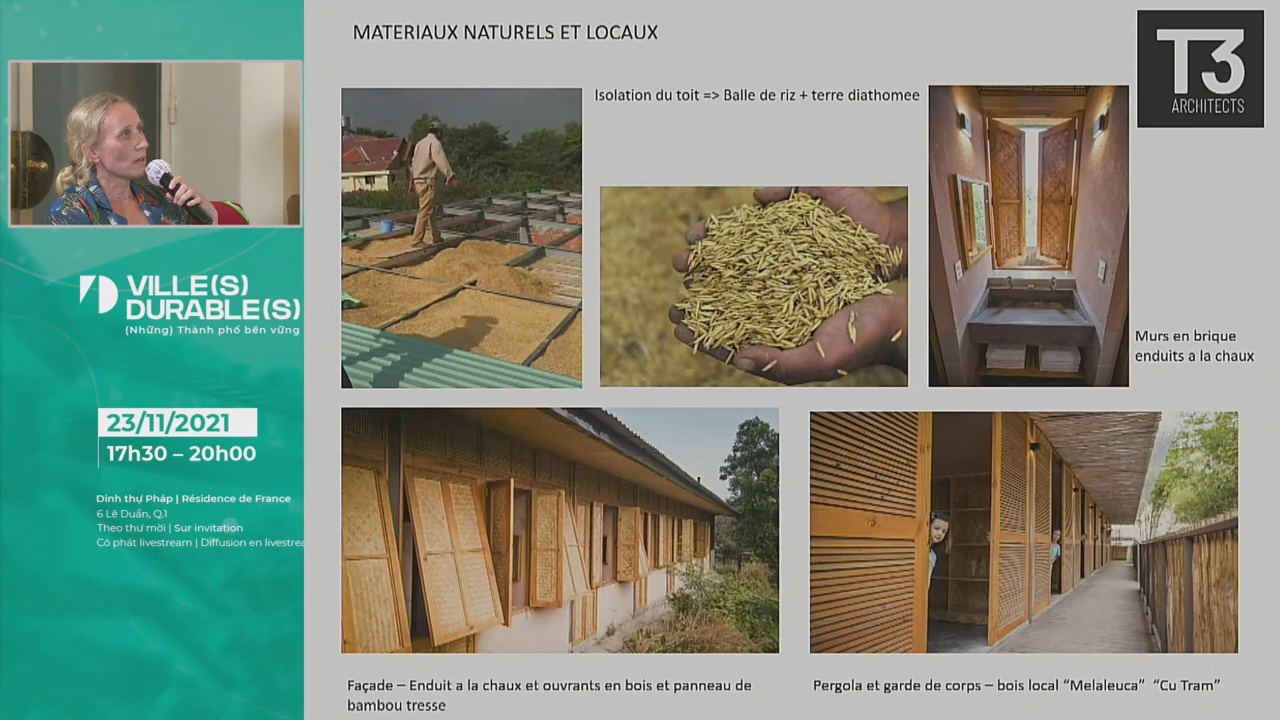 MATERIAUX NATURELS ET LOCAUX
T3
ARCHITECTS
Isolation du toit => Balle de riz + terre diathomee
Murs en brique
enduits a la chaux
Façade – Enduit a la chaux et ouvrants en bois et panneau de
bambou tresse
Pergola et garde de corps – bois local “Melaleuca” “Cu Tram”
VILLE(S)
DURABLE(S)
(Những) Thành phố bền vững
23/11/2021
17h30 – 20h00
Dinh thự Pháp | Résidence de France
6 Lê Duẩn, Q.1
Theo thư mời | Sur invitation
Có phát livestream | Diffusion en livestrea